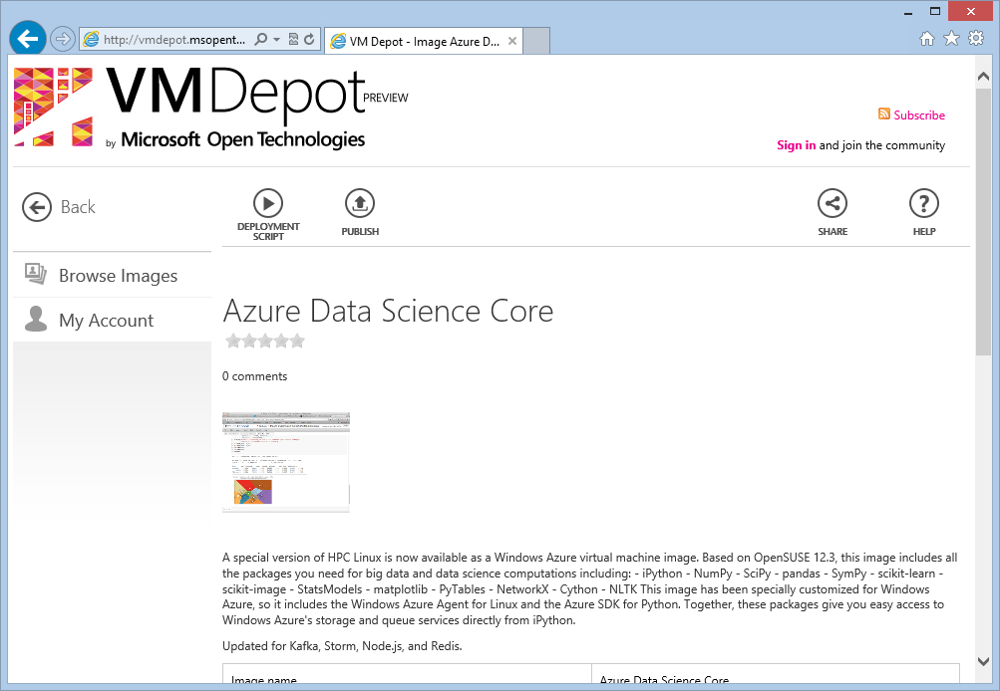 http://vmdepot.msopent...
VM Depot - Image Azure D...
VMDepot PREVIEW
by Microsoft Open Technologies
Subscribe
Sign in and join the community
Back
DEPLOYMENT
SCRIPT
PUBLISH
SHARE
HELP
Browse Images
My Account
Azure Data Science Core
0 comments
A special version of HPC Linux is now available as a Windows Azure virtual machine image. Based on OpenSUSE 12.3, this image includes all
the packages you need for big data and data science computations including: - iPython - NumPy - SciPy - pandas - SymPy - scikit-learn -
scikit-image - StatsModels - matplotlib - PyTables - NetworkX - Cython - NLTK This image has been specially customized for Windows
Azure, so it includes the Windows Azure Agent for Linux and the Azure SDK for Python. Together, these packages give you easy access to
Windows Azure's storage and queue services directly from iPython.
Updated for Kafka, Storm, Node.js, and Redis.
Image name
Azure Data Science Core